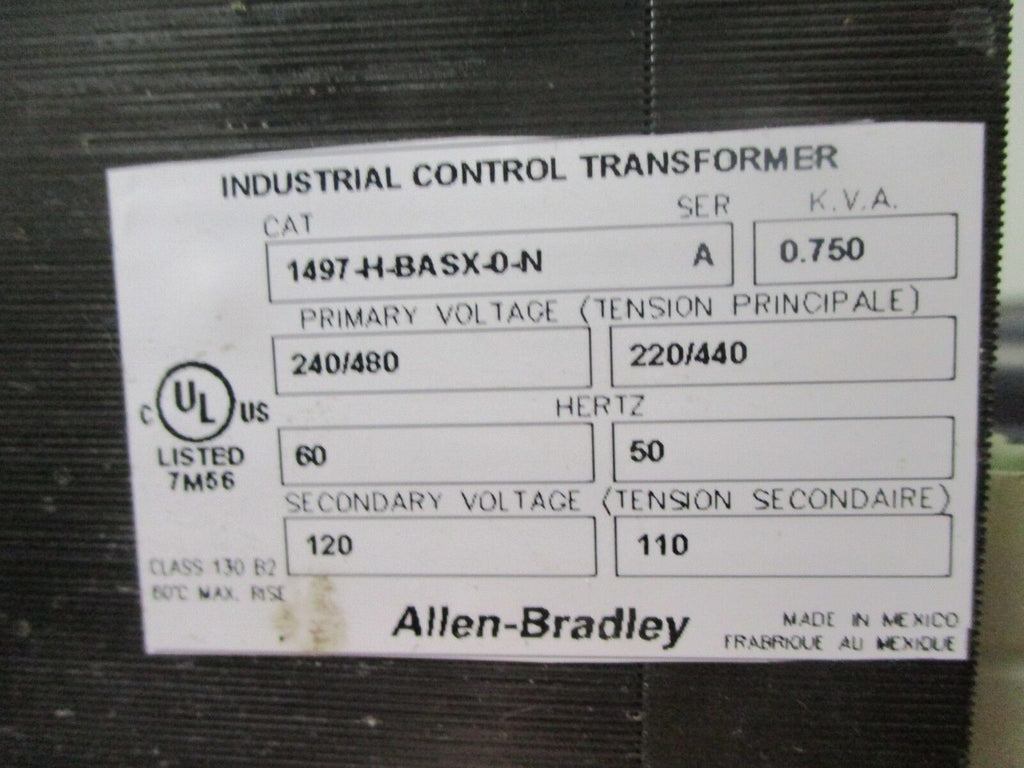 INDUSTRIAL CONTROL TRANSFORMER
CAT SER K.V.A.
1497-H-BASX-0-N A 0.750
PRIMARY VOLTAGE (TENSION PRINCIPALE)
240/480 220/440
HERTZ
60 50
C UL US
LISTED
7M56
SECONDARY VOLTAGE (TENSION SECONDAIRE)
120 110
CLASS 130 B2
60°C MAX. RISE
Allen-Bradley
MADE IN MEXICO
FRABRIQUE AU MEXIQUE